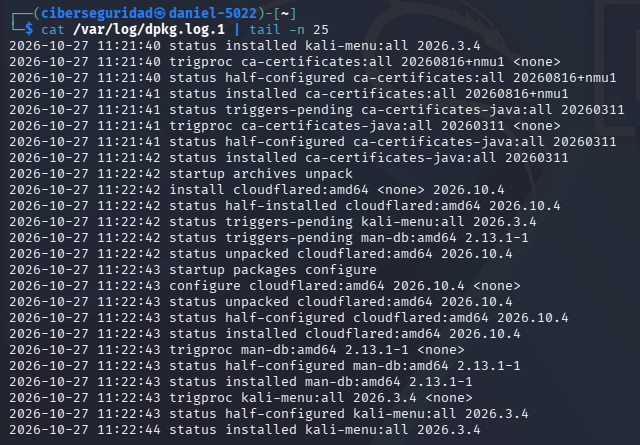 ┌──(ciberseguridad㉿daniel-5022)-[~]
└─$ cat /var/log/dpkg.log.1 | tail -n 25
2026-10-27 11:21:40 status installed kali-menu:all 2026.3.4
2026-10-27 11:21:40 trigproc ca-certificates:all 20260816+nmu1 <none>
2026-10-27 11:21:40 status half-configured ca-certificates:all 20260816+nmu1
2026-10-27 11:21:41 status installed ca-certificates:all 20260816+nmu1
2026-10-27 11:21:41 status triggers-pending ca-certificates-java:all 20260311
2026-10-27 11:21:41 trigproc ca-certificates-java:all 20260311 <none>
2026-10-27 11:21:41 status half-configured ca-certificates-java:all 20260311
2026-10-27 11:21:42 status installed ca-certificates-java:all 20260311
2026-10-27 11:22:42 startup archives unpack
2026-10-27 11:22:42 install cloudflared:amd64 <none> 2026.10.4
2026-10-27 11:22:42 status half-installed cloudflared:amd64 2026.10.4
2026-10-27 11:22:42 status triggers-pending kali-menu:all 2026.3.4
2026-10-27 11:22:42 status triggers-pending man-db:amd64 2.13.1-1
2026-10-27 11:22:42 status unpacked cloudflared:amd64 2026.10.4
2026-10-27 11:22:43 startup packages configure
2026-10-27 11:22:43 configure cloudflared:amd64 2026.10.4 <none>
2026-10-27 11:22:43 status unpacked cloudflared:amd64 2026.10.4
2026-10-27 11:22:43 status half-configured cloudflared:amd64 2026.10.4
2026-10-27 11:22:43 status installed cloudflared:amd64 2026.10.4
2026-10-27 11:22:43 trigproc man-db:amd64 2.13.1-1 <none>
2026-10-27 11:22:43 status half-configured man-db:amd64 2.13.1-1
2026-10-27 11:22:43 status installed man-db:amd64 2.13.1-1
2026-10-27 11:22:43 trigproc kali-menu:all 2026.3.4 <none>
2026-10-27 11:22:43 status half-configured kali-menu:all 2026.3.4
2026-10-27 11:22:44 status installed kali-menu:all 2026.3.4